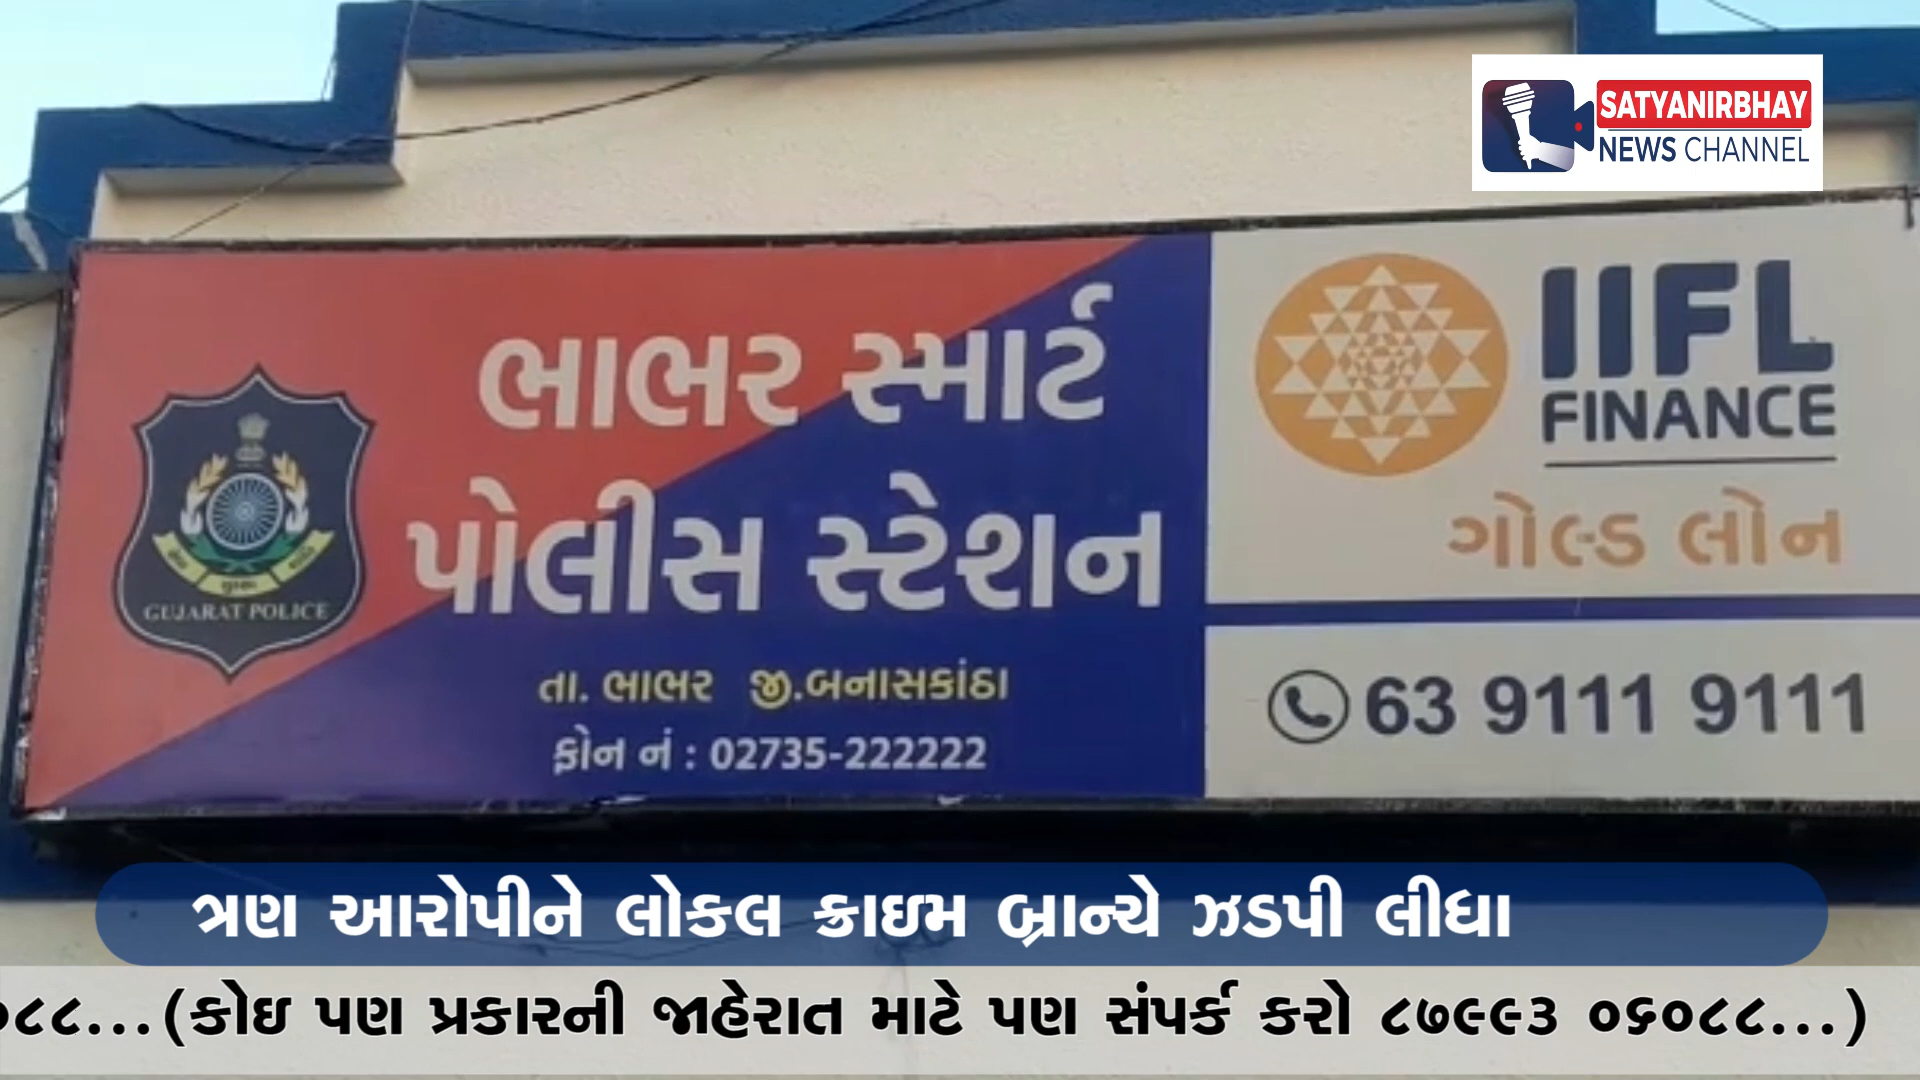 SATYANIRBHAY
NEWS CHANNEL
ભાભર સ્માર્ટ
પોલીસ સ્ટેશન
GUJARAT POLICE
તા. ભાભર જી.બનાસકાંઠા
ફોન નં : 02735-222222
IIFL
FINANCE
ગોલ્ડ લોન
63 9111 9111
ત્રણ આરોપીને લોકલ ક્રાઇમ બ્રાન્ચે ઝડપી લીધા
૦૮૮...(કોઇ પણ પ્રકારની જાહેરાત માટે પણ સંપર્ક કરો ૮૭૯૯૩ ૦૬૦૮૮...)